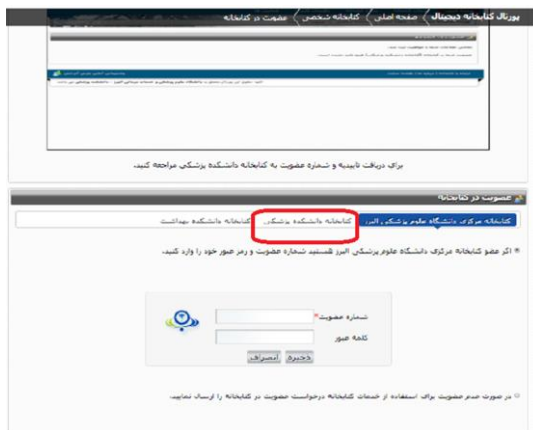 پورتال کتابخانه دیجیتال 〉 صفحه اصلی 〉 کتابخانه شخصی 〉 عضویت در کتابخانه
برای دریافت تاییدیه و شماره عضویت به کتابخانه دانشکده پزشکی مراجعه کنید.
عضویت در کتابخانه
کتابخانه مرکزی دانشگاه علوم پزشکی البرز کتابخانه دانشکده پزشکی کتابخانه دانشکده بهداشت
اگر عضو کتابخانه مرکزی دانشگاه علوم پزشکی البرز هستید شماره عضویت و رمز عبور خود را وارد کنید.
شماره عضویت*
کلمه عبور
ذخیره انصراف
در صورت عدم عضویت برای استفاده از خدمات کتابخانه درخواست عضویت در کتابخانه را ارسال نمایید.